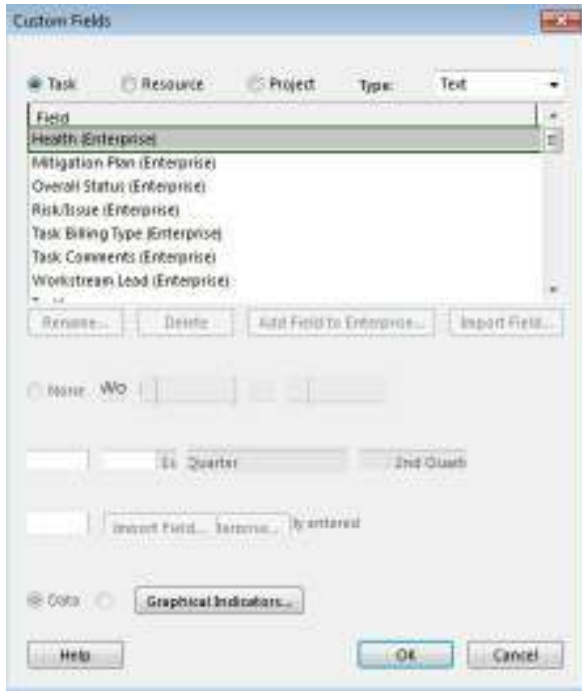 Custom Fields
Task Resource Project Type: Text
Field
Health (Enterprise)
Mitigation Plan (Enterprise)
Overall Status (Enterprise)
Risk/Issue (Enterprise)
Task Billing Type (Enterprise)
Task Comments (Enterprise)
Workstream Lead (Enterprise)
Rename... Delete Add Field to Enterprise... Import Field...
None Wo
Quarter 2nd Quart
Import Field... terprise... ly entered
Data Graphical Indicators...
Help OK Cancel